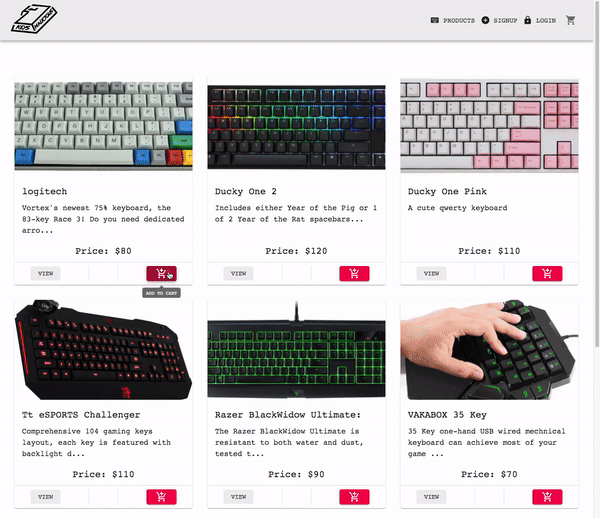 KEYS HACKERS
PRODUCTS SIGNUP LOGIN
logitech
Vortex's newest 75% keyboard, the
83-key Race 3! Do you need dedicated
arro...
Price: $80
VIEW
ADD TO CART
Ducky One 2
Includes either Year of the Pig or 1
of 2 Year of the Rat spacebars...
Price: $120
VIEW
Ducky One Pink
A cute qwerty keyboard
Price: $110
VIEW
Tt eSPORTS Challenger
Comprehensive 104 gaming keys
layout, each key is featured with
backlight d...
Price: $110
VIEW
Razer BlackWidow Ultimate:
The Razer BlackWidow Ultimate is
resistant to both water and dust,
tested t...
Price: $90
VIEW
VAKABOX 35 Key
35 Key one-hand USB wired mechnical
keyboard can achieve most of your
game ...
Price: $70
VIEW